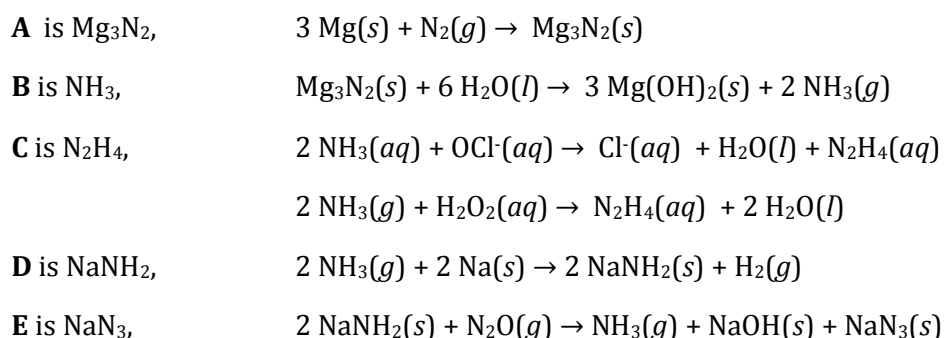 A is Mg₃N₂, 3 Mg(s) + N₂(g) → Mg₃N₂(s)
B is NH₃, Mg₃N₂(s) + 6 H₂O(l) → 3 Mg(OH)₂(s) + 2 NH₃(g)
C is N₂H₄, 2 NH₃(aq) + OCl⁻(aq) → Cl⁻(aq) + H₂O(l) + N₂H₄(aq)
2 NH₃(g) + H₂O₂(aq) → N₂H₄(aq) + 2 H₂O(l)
D is NaNH₂, 2 NH₃(g) + 2 Na(s) → 2 NaNH₂(s) + H₂(g)
E is NaN₃, 2 NaNH₂(s) + N₂O(g) → NH₃(g) + NaOH(s) + NaN₃(s)